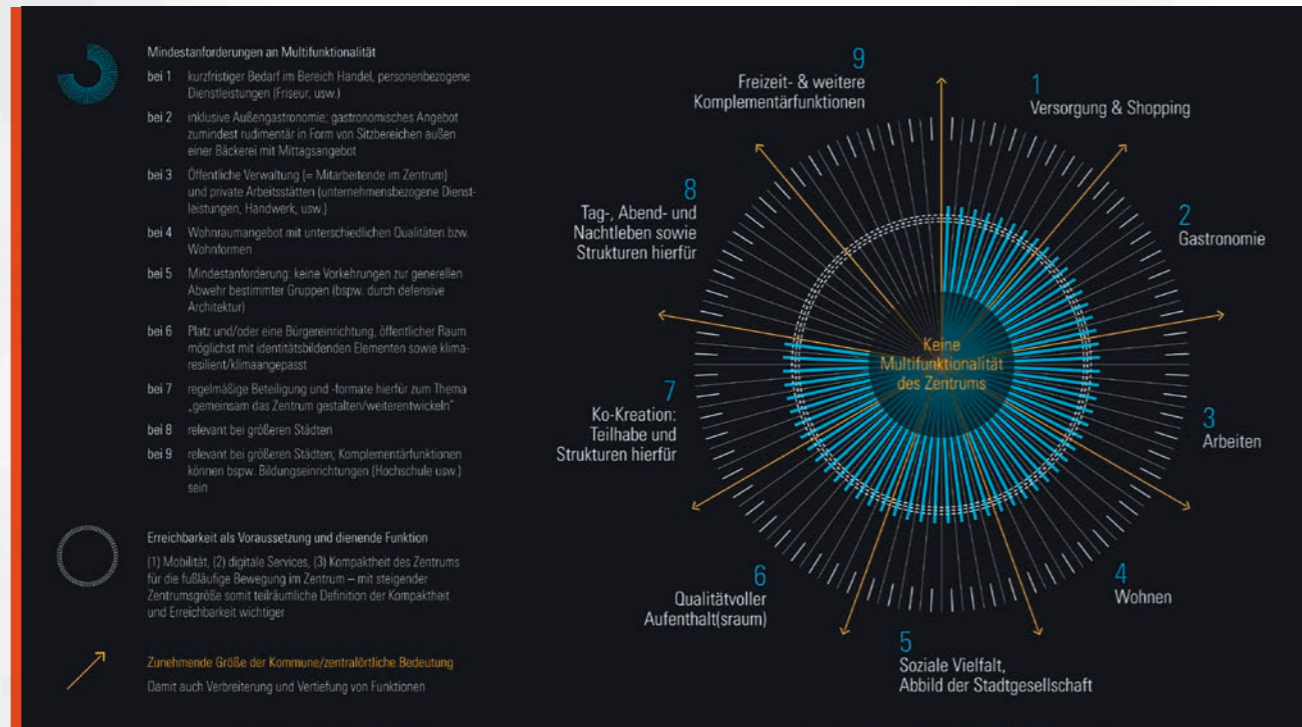 Mindestanforderungen an Multifunktionalität
bei 1 kurzfristiger Bedarf im Bereich Handel, personenbezogene
Dienstleistungen (Friseur, usw.)
bei 2 inklusive Außengastronomie; gastronomisches Angebot
zumindest rudimentär in Form von Sitzbereichen außen
einer Bäckerei mit Mittagsangebot
bei 3 Öffentliche Verwaltung (= Mitarbeitende im Zentrum)
und private Arbeitsstätten (unternehmensbezogene Dienst-
leistungen, Handwerk, usw.)
bei 4 Wohnraumangebot mit unterschiedlichen Qualitäten bzw.
Wohnformen
bei 5 Mindestanforderung: keine Vorkehrungen zur generellen
Abwehr bestimmter Gruppen (bspw. durch defensive
Architektur)
bei 6 Platz und/oder eine Bürgereinrichtung, öffentlicher Raum
möglichst mit identitätsbildenden Elementen sowie klima-
resilient/klimaangepasst
bei 7 regelmäßige Beteiligung und -formate hierfür zum Thema
„gemeinsam das Zentrum gestalten/weiterentwickeln"
bei 8 relevant bei größeren Städten
bei 9 relevant bei größeren Städten; Komplementärfunktionen
können bspw. Bildungseinrichtungen (Hochschule usw.)
sein
Erreichbarkeit als Voraussetzung und dienende Funktion
(1) Mobilität, (2) digitale Services, (3) Kompaktheit des Zentrums
für die fußläufige Bewegung im Zentrum – mit steigender
Zentrumsgröße somit teilräumliche Definition der Kompaktheit
und Erreichbarkeit wichtiger
Zunehmende Größe der Kommune/zentralörtliche Bedeutung
Damit auch Verbreiterung und Vertiefung von Funktionen
1
Versorgung & Shopping
2
Gastronomie
3
Arbeiten
4
Wohnen
5
Soziale Vielfalt,
Abbild der Stadtgesellschaft
6
Qualitätvoller
Aufenthalt(sraum)
7
Ko-Kreation:
Teilhabe und
Strukturen hierfür
8
Tag-, Abend- und
Nachtleben sowie
Strukturen hierfür
9
Freizeit- & weitere
Komplementärfunktionen
Keine
Multifunktionalität
des Zentrums